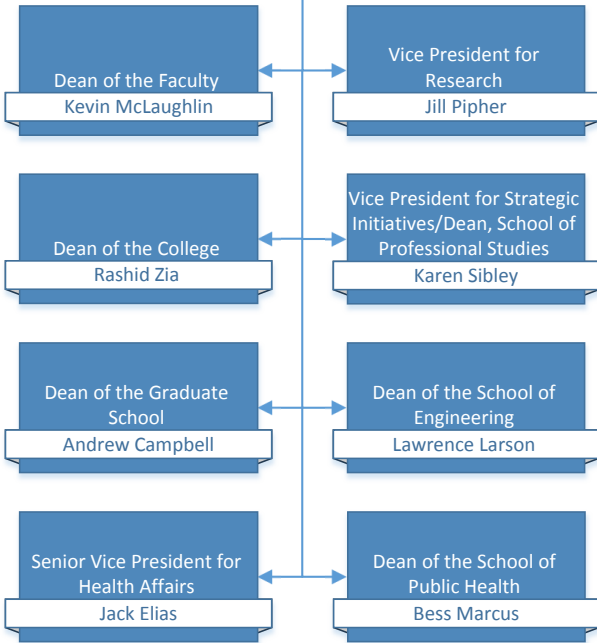 Dean of the Faculty
Kevin McLaughlin
Vice President for
Research
Jill Pipher
Dean of the College
Rashid Zia
Vice President for Strategic
Initiatives/Dean, School of
Professional Studies
Karen Sibley
Dean of the Graduate
School
Andrew Campbell
Dean of the School of
Engineering
Lawrence Larson
Senior Vice President for
Health Affairs
Jack Elias
Dean of the School of
Public Health
Bess Marcus